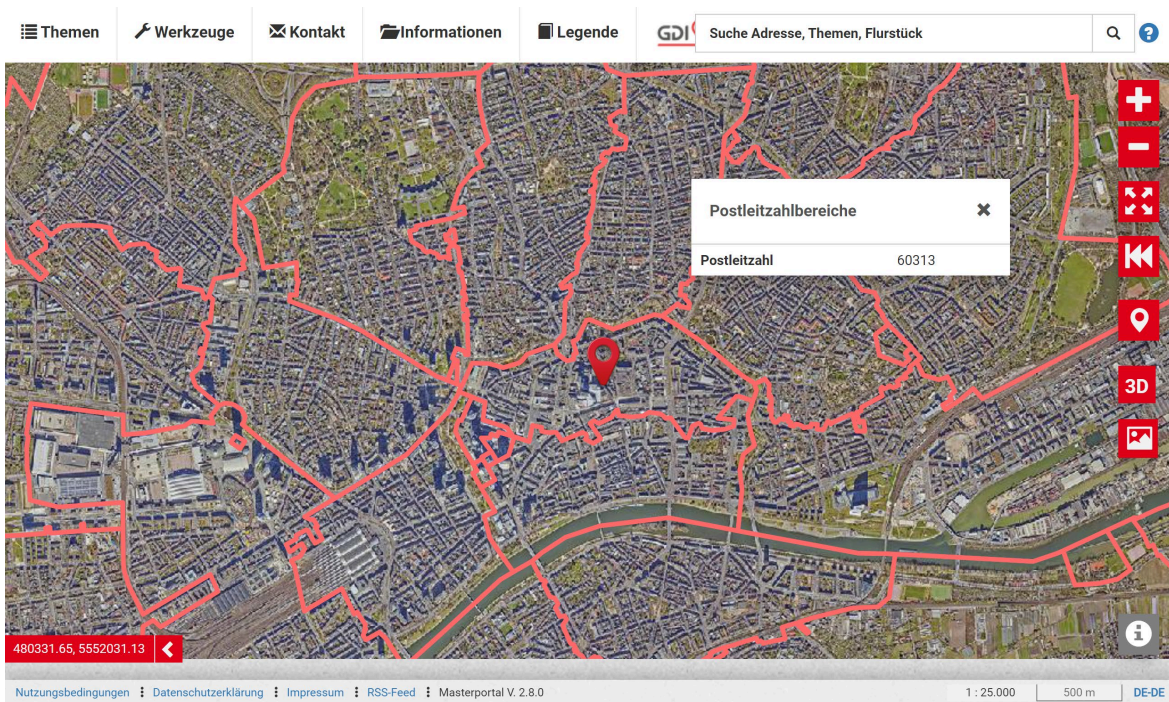 Themen Werkzeuge Kontakt Informationen Legende GDI Suche Adresse, Themen, Flurstück ?
Postleitzahlbereiche
Postleitzahl 60313
3D
480331.65, 5552031.13
Nutzungsbedingungen Datenschutzerklärung Impressum RSS-Feed Masterportal V. 2.8.0 1 : 25.000 500 m DE-DE